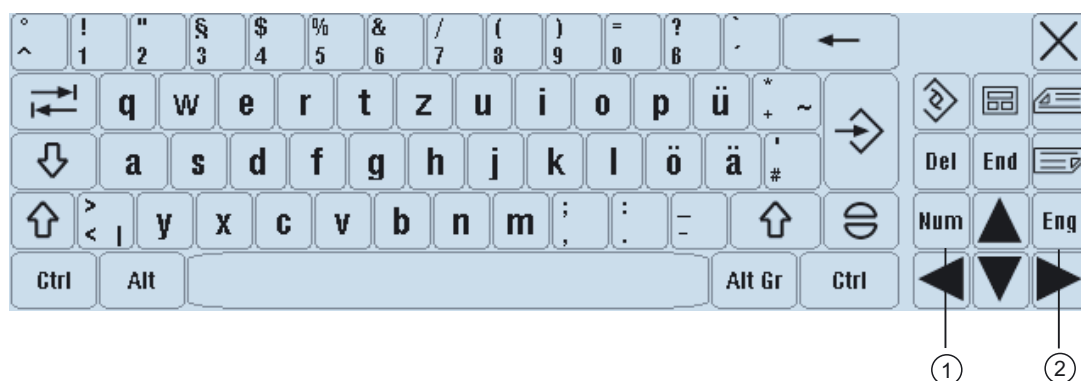 ° ! " § $ % & / ( ) = ? `
^ 1 2 3 4 5 6 7 8 9 0 ß ´
q w e r t z u i o p ü * + ~
a s d f g h j k l ö ä ' # Del End
> < | y x c v b n m ; , : . _ - Num Eng
Ctrl Alt Alt Gr Ctrl
1 2